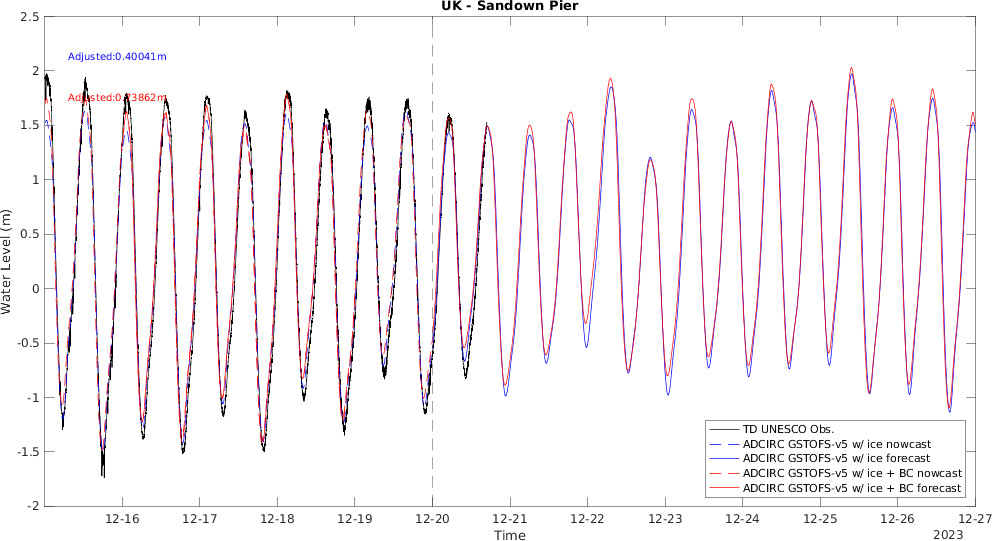 UK - Sandown Pier
Adjusted:0.40041m
Adjusted:0.73862m
Water Level (m)
2.5
2
1.5
1
0.5
0
-0.5
-1
-1.5
-2
TD UNESCO Obs.
ADCIRC GSTOFS-v5 w/ ice nowcast
ADCIRC GSTOFS-v5 w/ ice forecast
ADCIRC GSTOFS-v5 w/ ice + BC nowcast
ADCIRC GSTOFS-v5 w/ ice + BC forecast
12-16 12-17 12-18 12-19 12-20 12-21 12-22 12-23 12-24 12-25 12-26 12-27
Time
2023